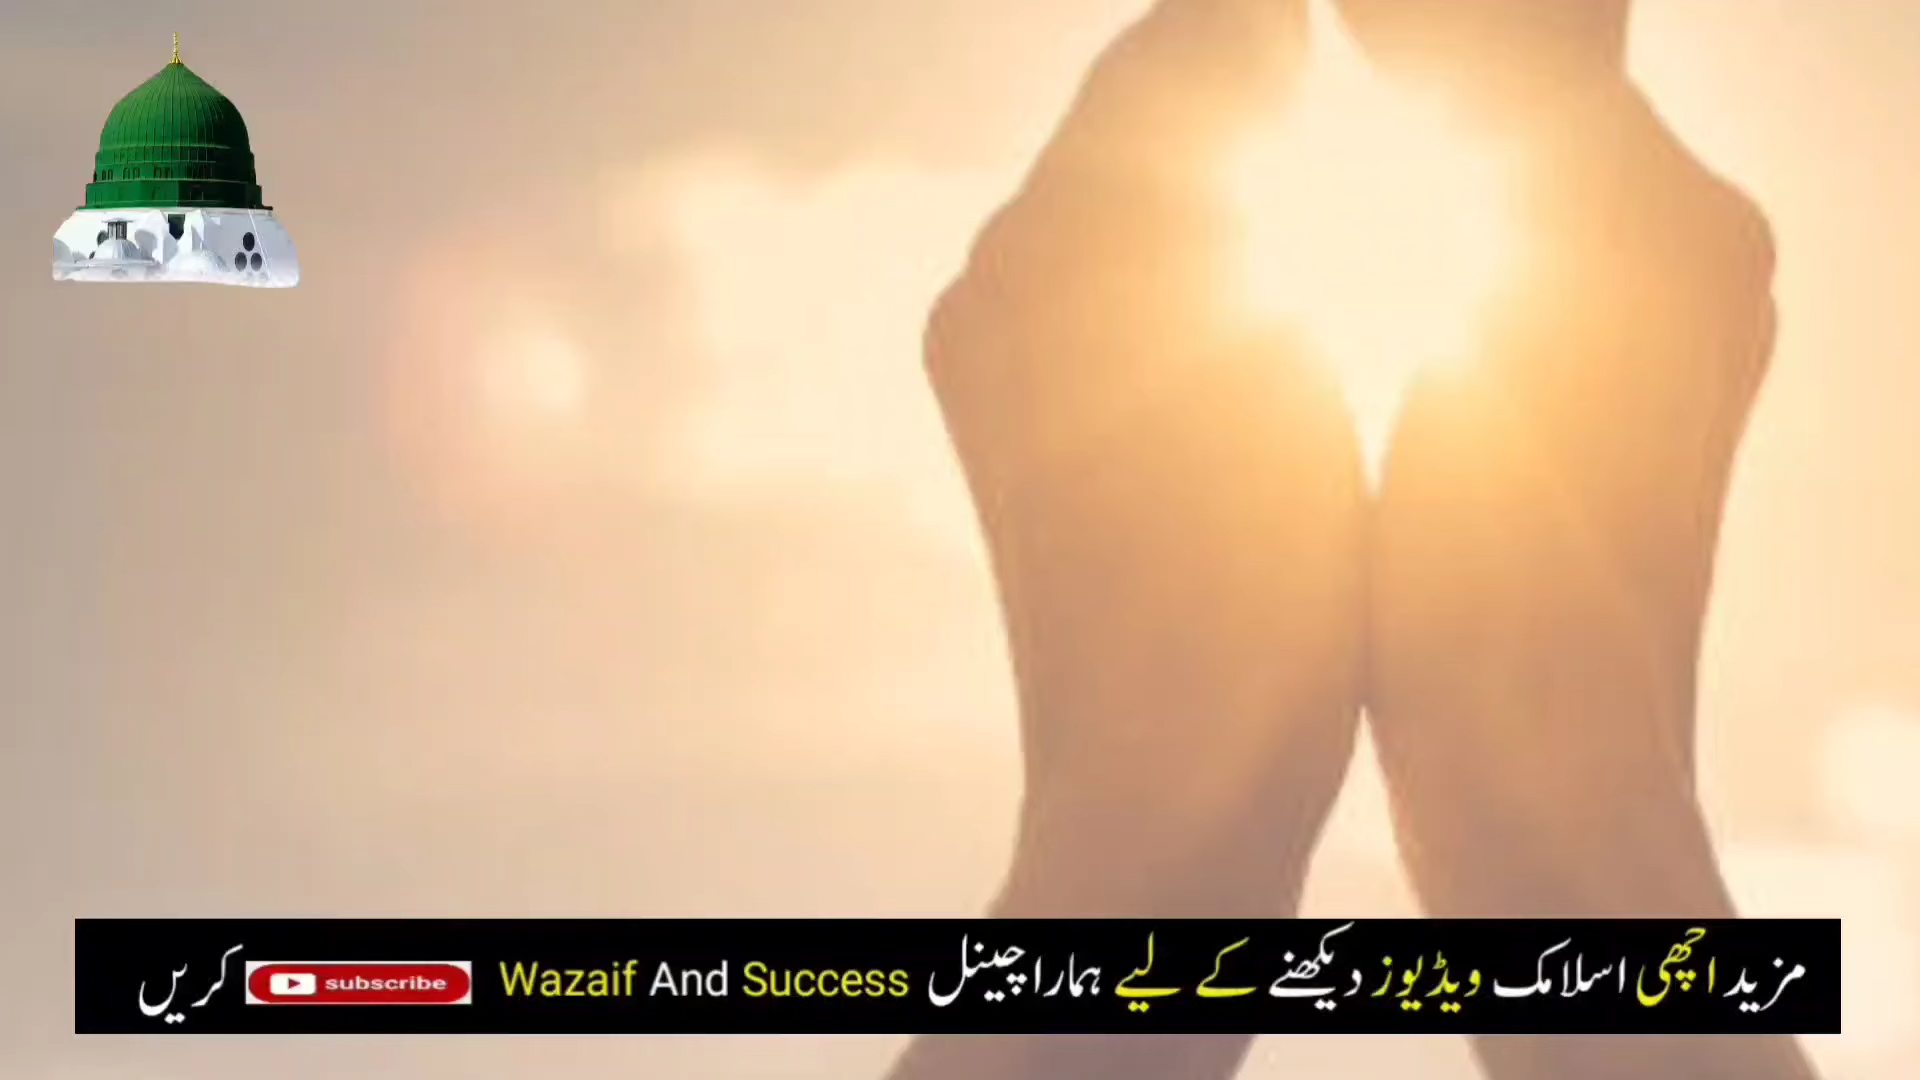 مزید اچھی اسلامک ویڈیوز دیکھنے کے لیے ہمارا چینل Wazaif And Success subscribe کریں